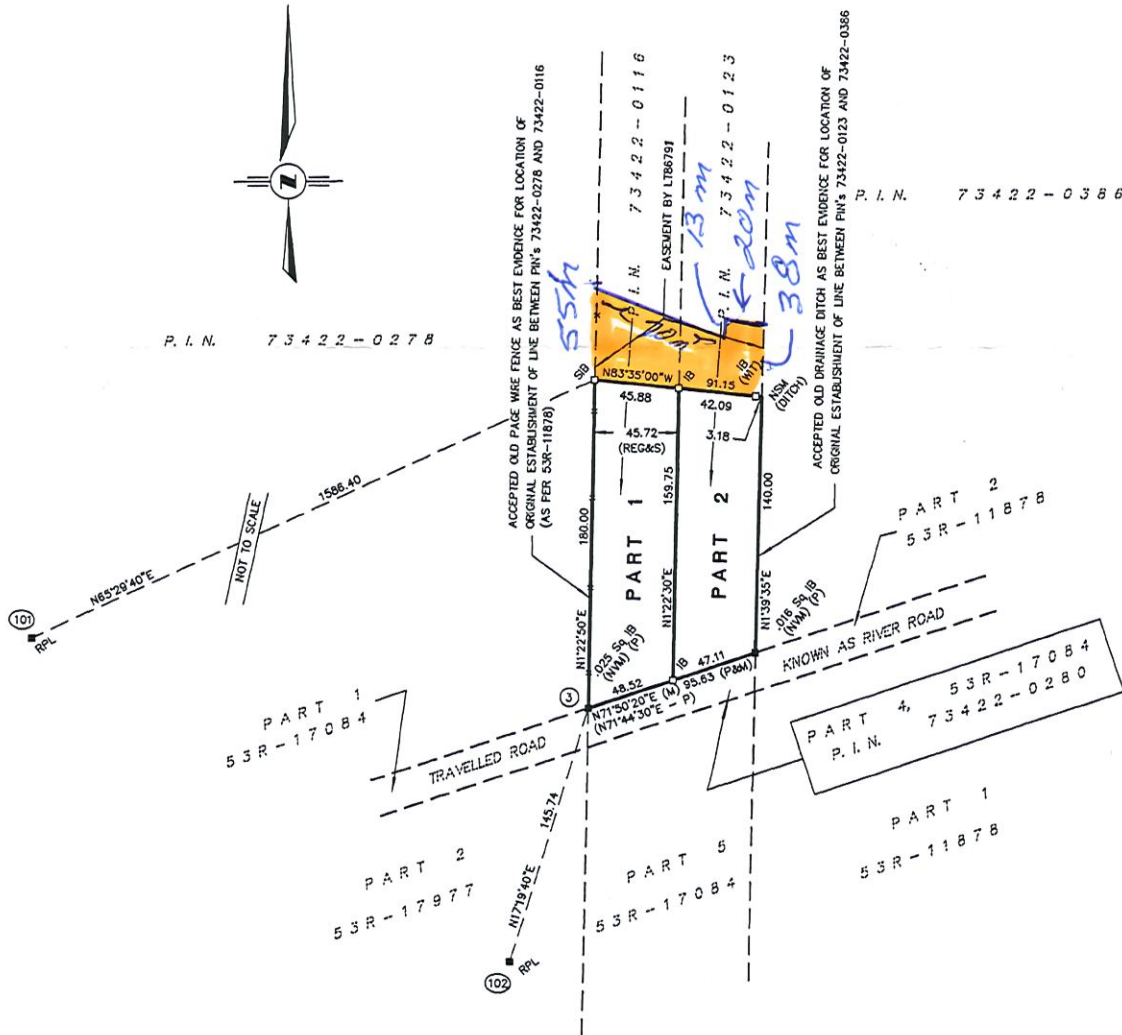 P. I. N. 73422-0116
P. I. N. 73422-0123
P. I. N. 73422-0386
P. I. N. 73422-0278
ACCEPTED OLD PAGE WIRE FENCE AS BEST EVIDENCE FOR LOCATION OF
ORIGINAL ESTABLISHMENT OF LINE BETWEEN PIN's 73422-0278 AND 73422-0116
(AS PER 53R-11878)
EASEMENT BY LT86791
13 m
20m
38m
55m
70m
SIB
N83°35'00"W
IB
91.15
IB
(WIT)
NSM
(DITCH)
45.88
42.09
45.72
(REG&S)
3.18
ACCEPTED OLD DRAINAGE DITCH AS BEST EVIDENCE FOR LOCATION OF
ORIGINAL ESTABLISHMENT OF LINE BETWEEN PIN's 73422-0123 AND 73422-0386
1586.40
NOT TO SCALE
N65°29'40"E
101
RPL
180.00
N1°22'50"E
PART 1
159.75
N1°22'30"E
PART 2
140.00
N1°39'35"E
PART 2
53R-11878
.025 Sq.IB
(NVM) (P)
.016 Sq.IB
(NVM) (P)
3
IB
48.52
47.11
N71°50'20"E (M) 95.63 (P&M)
(N71°44'30"E - P)
KNOWN AS RIVER ROAD
TRAVELLED ROAD
PART 1
53R-17084
PART 4, 53R-17084
P. I. N. 73422-0280
145.74
N17°19'40"E
102
RPL
PART 2
53R-17977
PART 5
53R-17084
PART 1
53R-11878